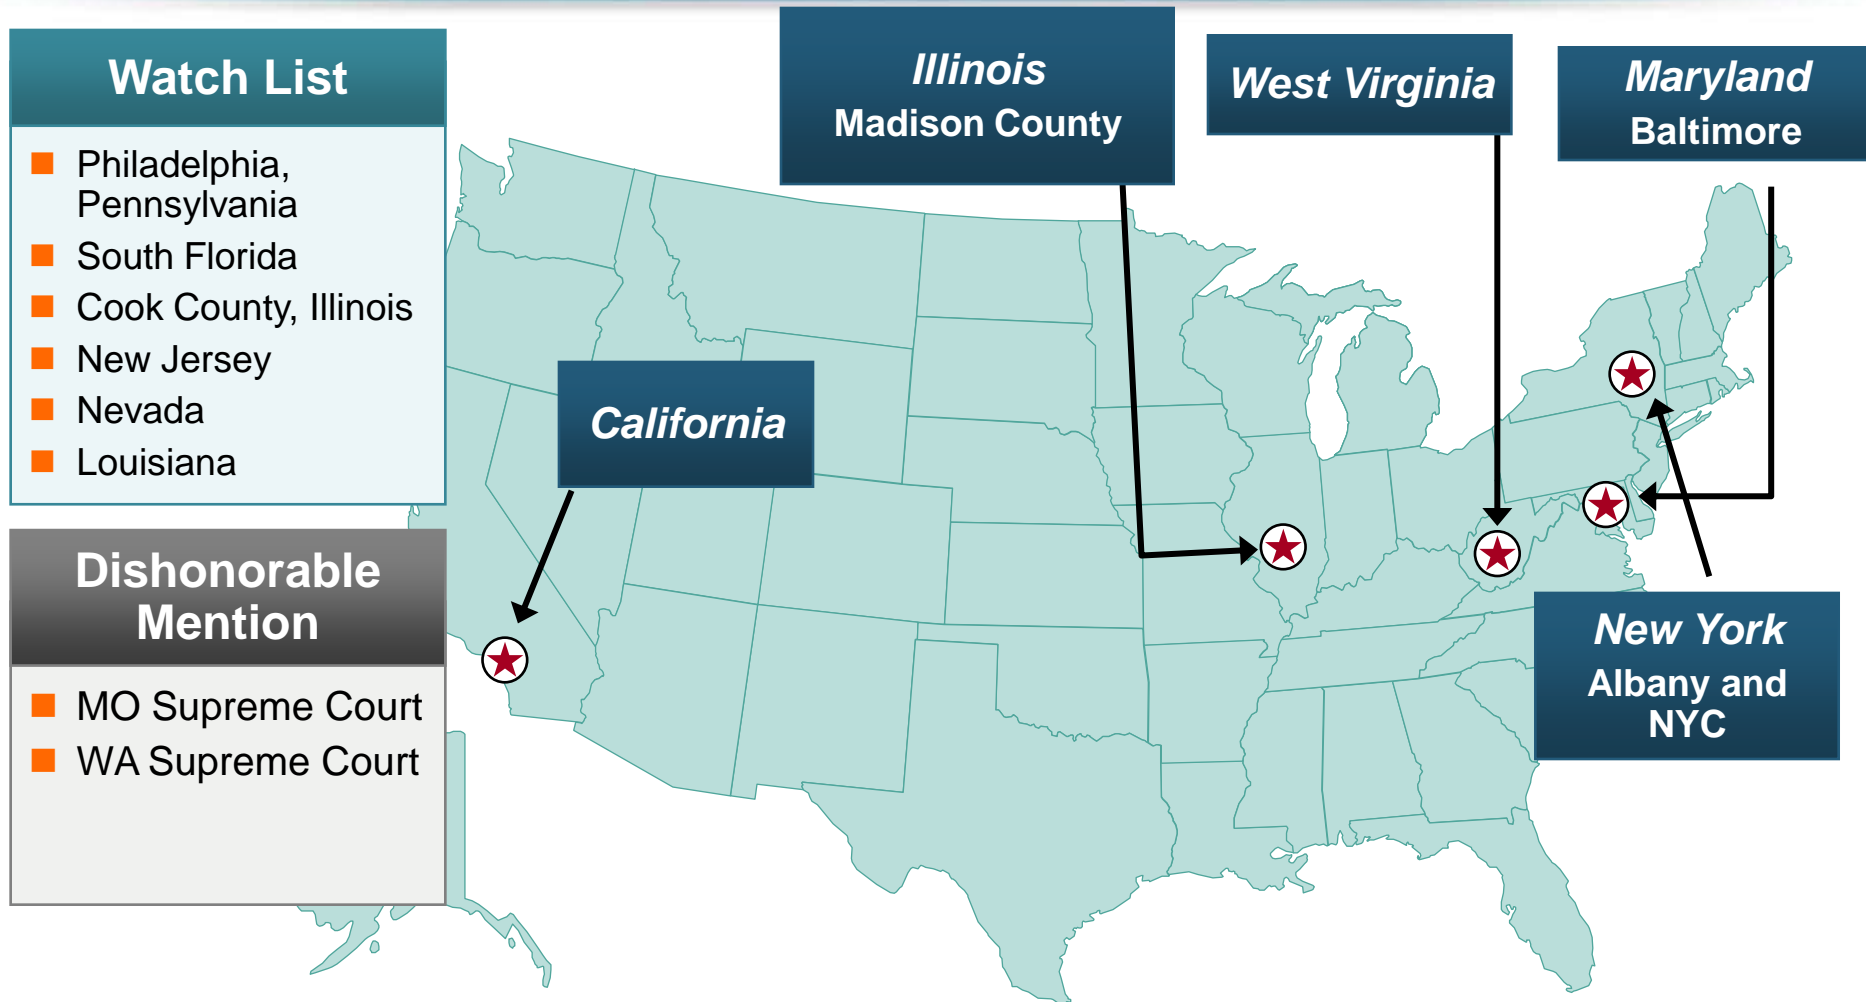 Watch List
Philadelphia,
Pennsylvania
South Florida
Cook County, Illinois
New Jersey
Nevada
Louisiana
Dishonorable
Mention
MO Supreme Court
WA Supreme Court
California
Illinois
Madison County
West Virginia
Maryland
Baltimore
New York
Albany and
NYC